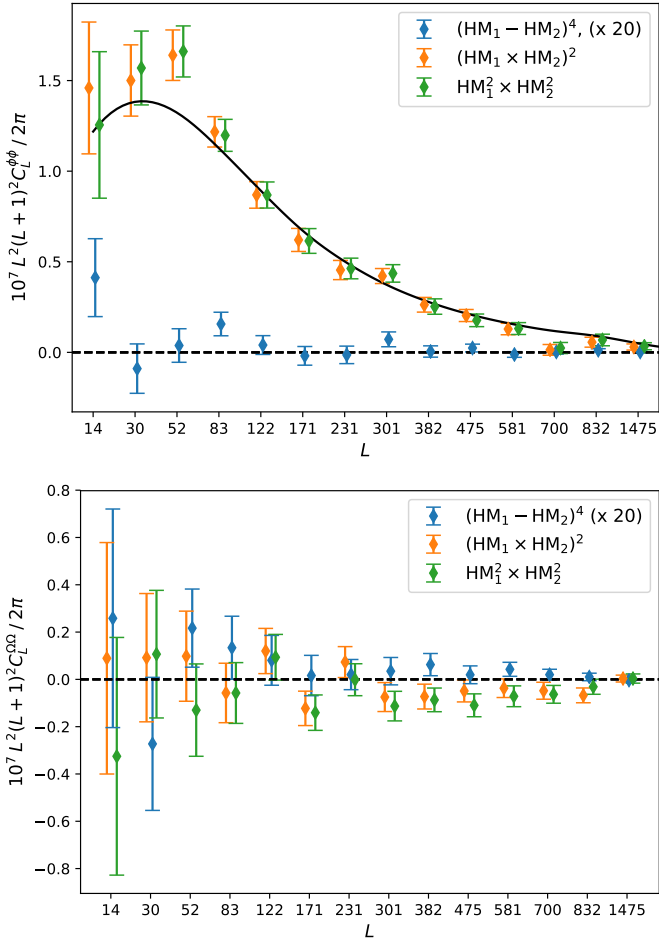 (HM₁ − HM₂)⁴, (x 20)
(HM₁ × HM₂)²
HM₁² × HM₂²
10⁷ L²(L + 1)²C_L^{ϕϕ} / 2π
1.5
1.0
0.5
0.0
14 30 52 83 122 171 231 301 382 475 581 700 832 1475
L
(HM₁ − HM₂)⁴ (x 20)
(HM₁ × HM₂)²
HM₁² × HM₂²
10⁷ L²(L + 1)²C_L^{ΩΩ} / 2π
0.8
0.6
0.4
0.2
0.0
−0.2
−0.4
−0.6
−0.8
14 30 52 83 122 171 231 301 382 475 581 700 832 1475
L